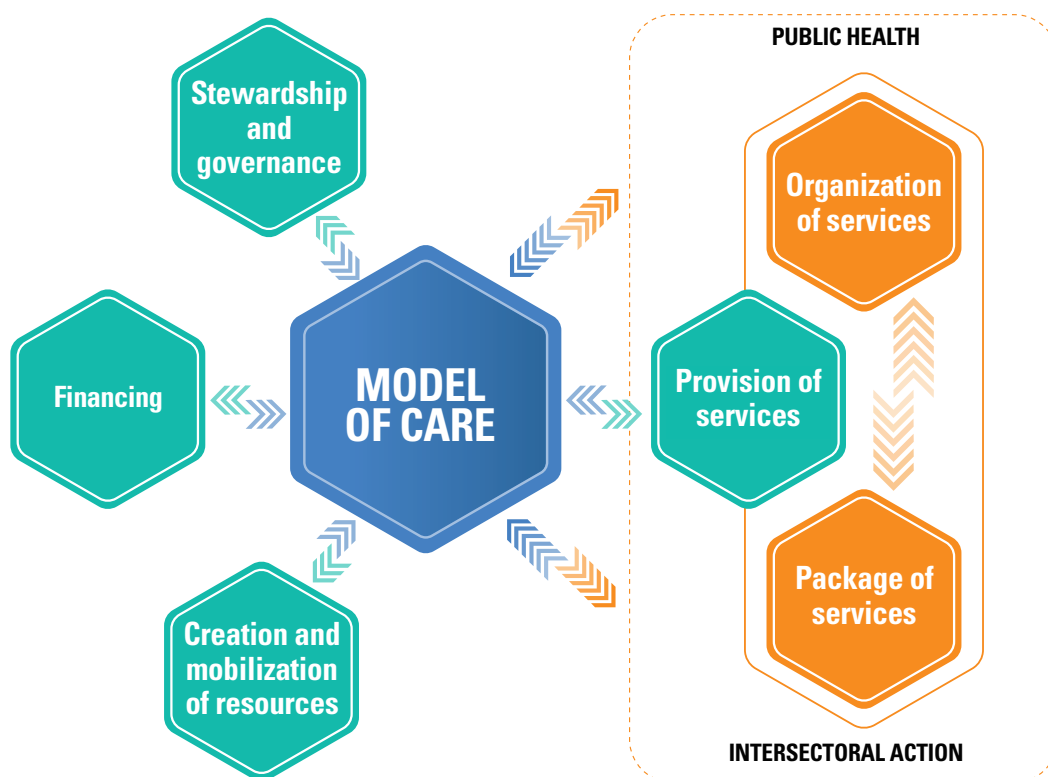 PUBLIC HEALTH
Stewardship
and
governance
Organization
of services
Financing
MODEL
OF CARE
Provision of
services
Package of
services
Creation and
mobilization
of resources
INTERSECTORAL ACTION